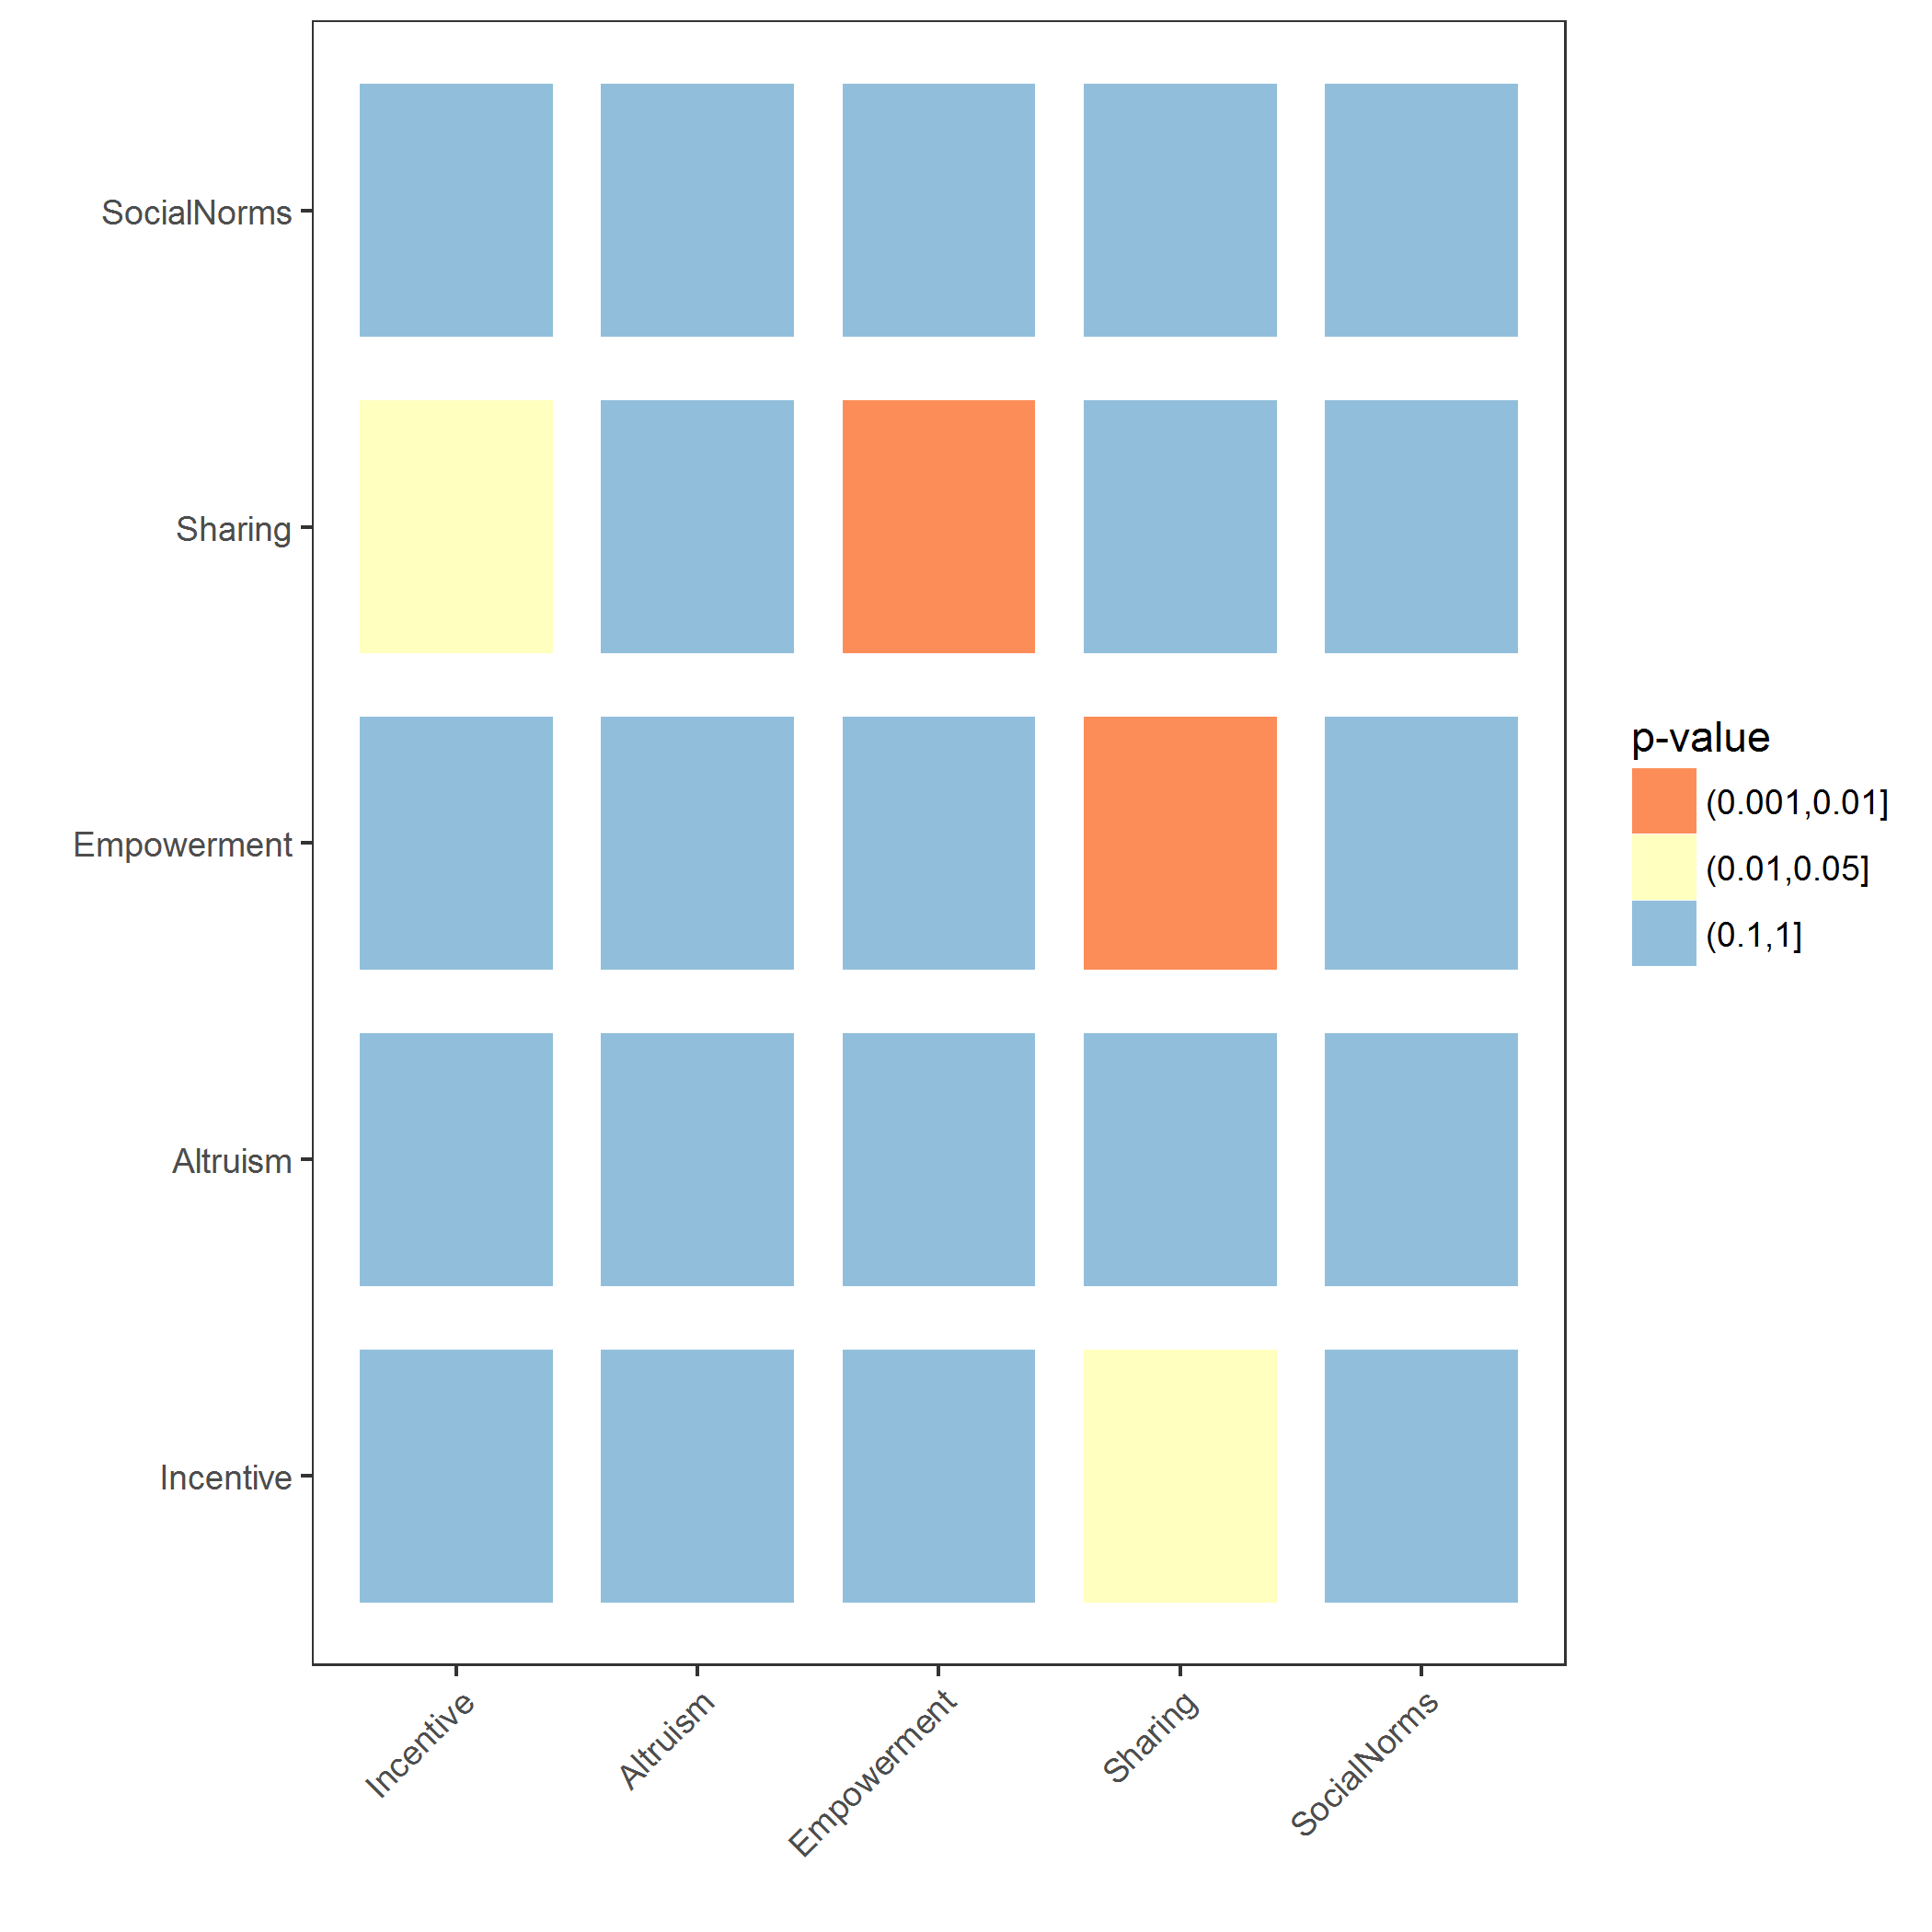 SocialNorms
Sharing
Empowerment
Altruism
Incentive
Incentive
Altruism
Empowerment
Sharing
SocialNorms
p-value
(0.001,0.01]
(0.01,0.05]
(0.1,1]